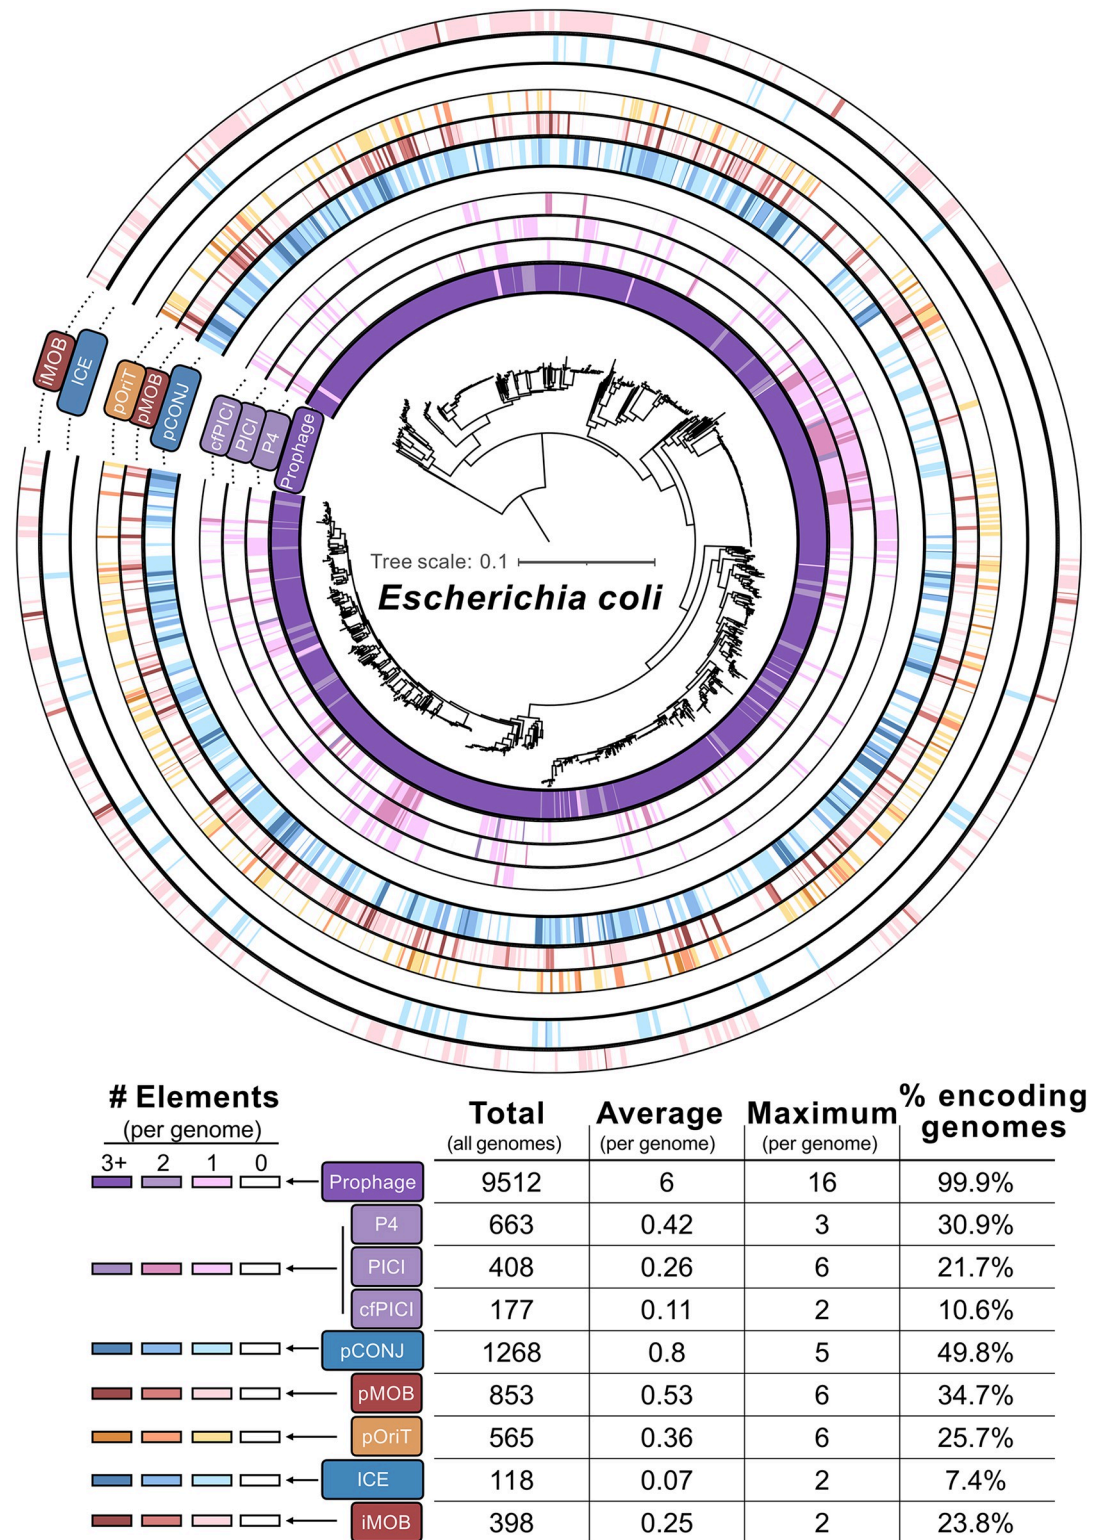 iMOB
ICE
pOriT
pMOB
pCONJ
cfPICI
PICI
P4
Prophage
Tree scale: 0.1
Escherichia coli
# Elements
(per genome)
3+ 2 1 0
Total
(all genomes)
Average
(per genome)
Maximum
(per genome)
% encoding
genomes
Prophage 9512 6 16 99.9%
P4 663 0.42 3 30.9%
PICI 408 0.26 6 21.7%
cfPICI 177 0.11 2 10.6%
pCONJ 1268 0.8 5 49.8%
pMOB 853 0.53 6 34.7%
pOriT 565 0.36 6 25.7%
ICE 118 0.07 2 7.4%
iMOB 398 0.25 2 23.8%